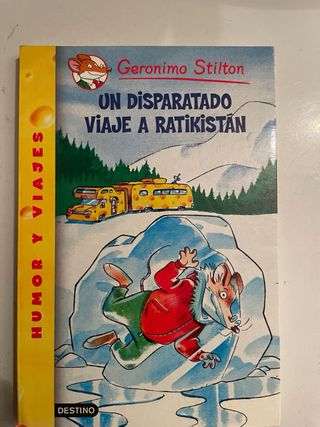 Geronimo Stilton
UN DISPARATADO
VIAJE A RATIKISTÁN
HUMOR Y VIAJES
DESTINO